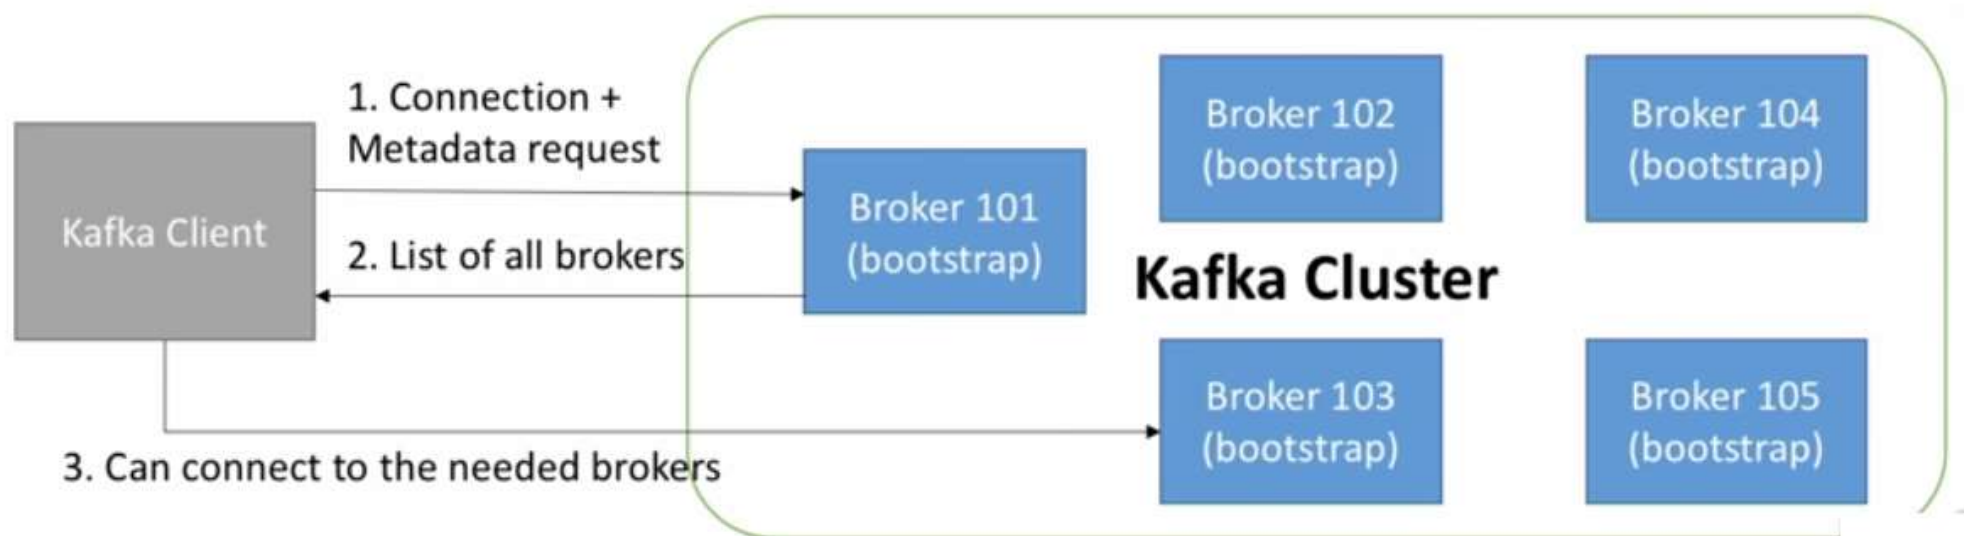 1. Connection +
Metadata request
Kafka Client
2. List of all brokers
3. Can connect to the needed brokers
Broker 101
(bootstrap)
Broker 102
(bootstrap)
Broker 104
(bootstrap)
Kafka Cluster
Broker 103
(bootstrap)
Broker 105
(bootstrap)